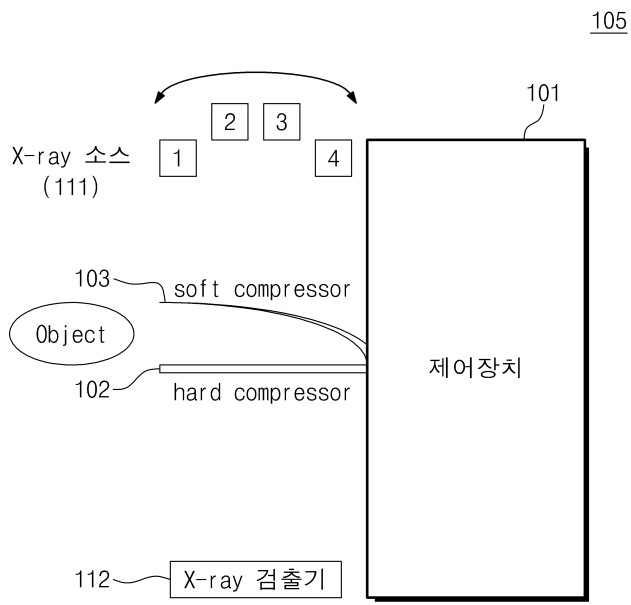 105
101
2 3
X-ray 소스 1 4
(111)
103
soft compressor
Object
제어장치
102
hard compressor
112 X-ray 검출기